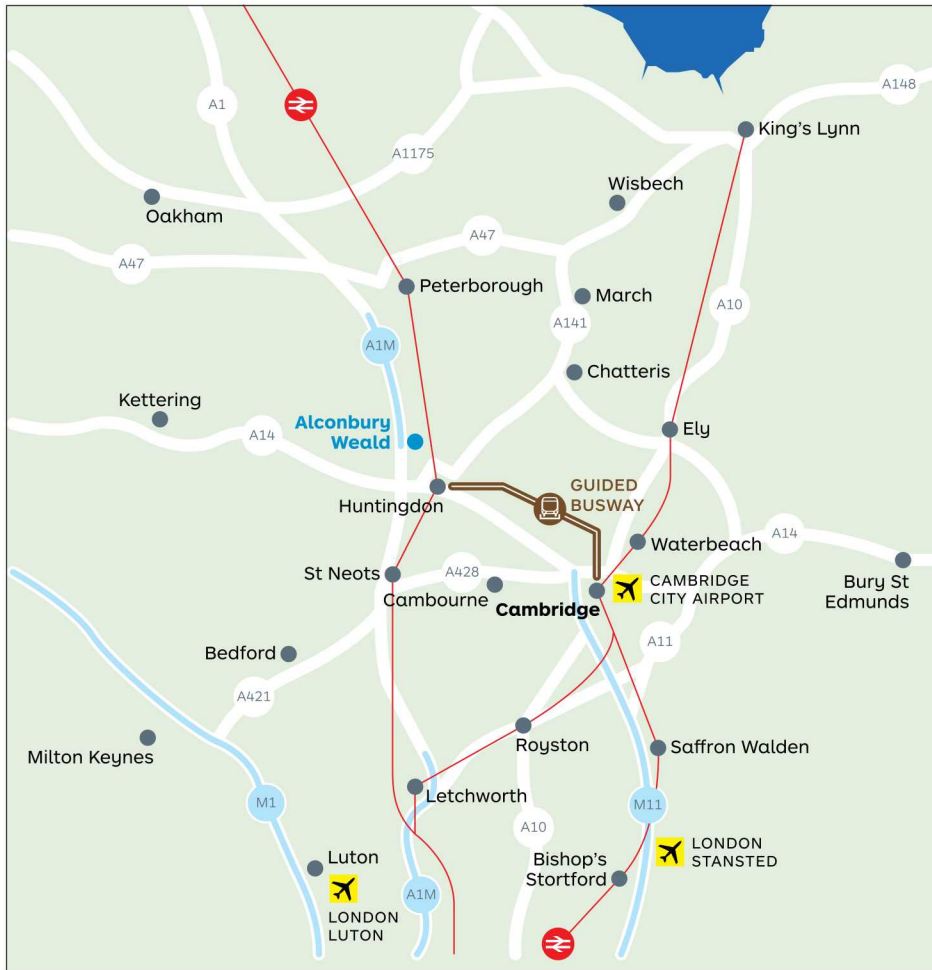 A148
A1
King's Lynn
A1175
Wisbech
Oakham
A47
A47
Peterborough
March
A10
A141
A1M
Chatteris
Kettering
Alconbury
Weald
A14
Ely
GUIDED
BUSWAY
Huntingdon
A14
Waterbeach
St Neots
A428
Cambourne
Cambridge
CAMBRIDGE
CITY AIRPORT
Bury St
Edmunds
Bedford
A11
A421
Milton Keynes
Royston
Saffron Walden
Letchworth
M1
M11
A10
LONDON
STANSTED
Luton
Bishop's
Stortford
A1M
LONDON
LUTON